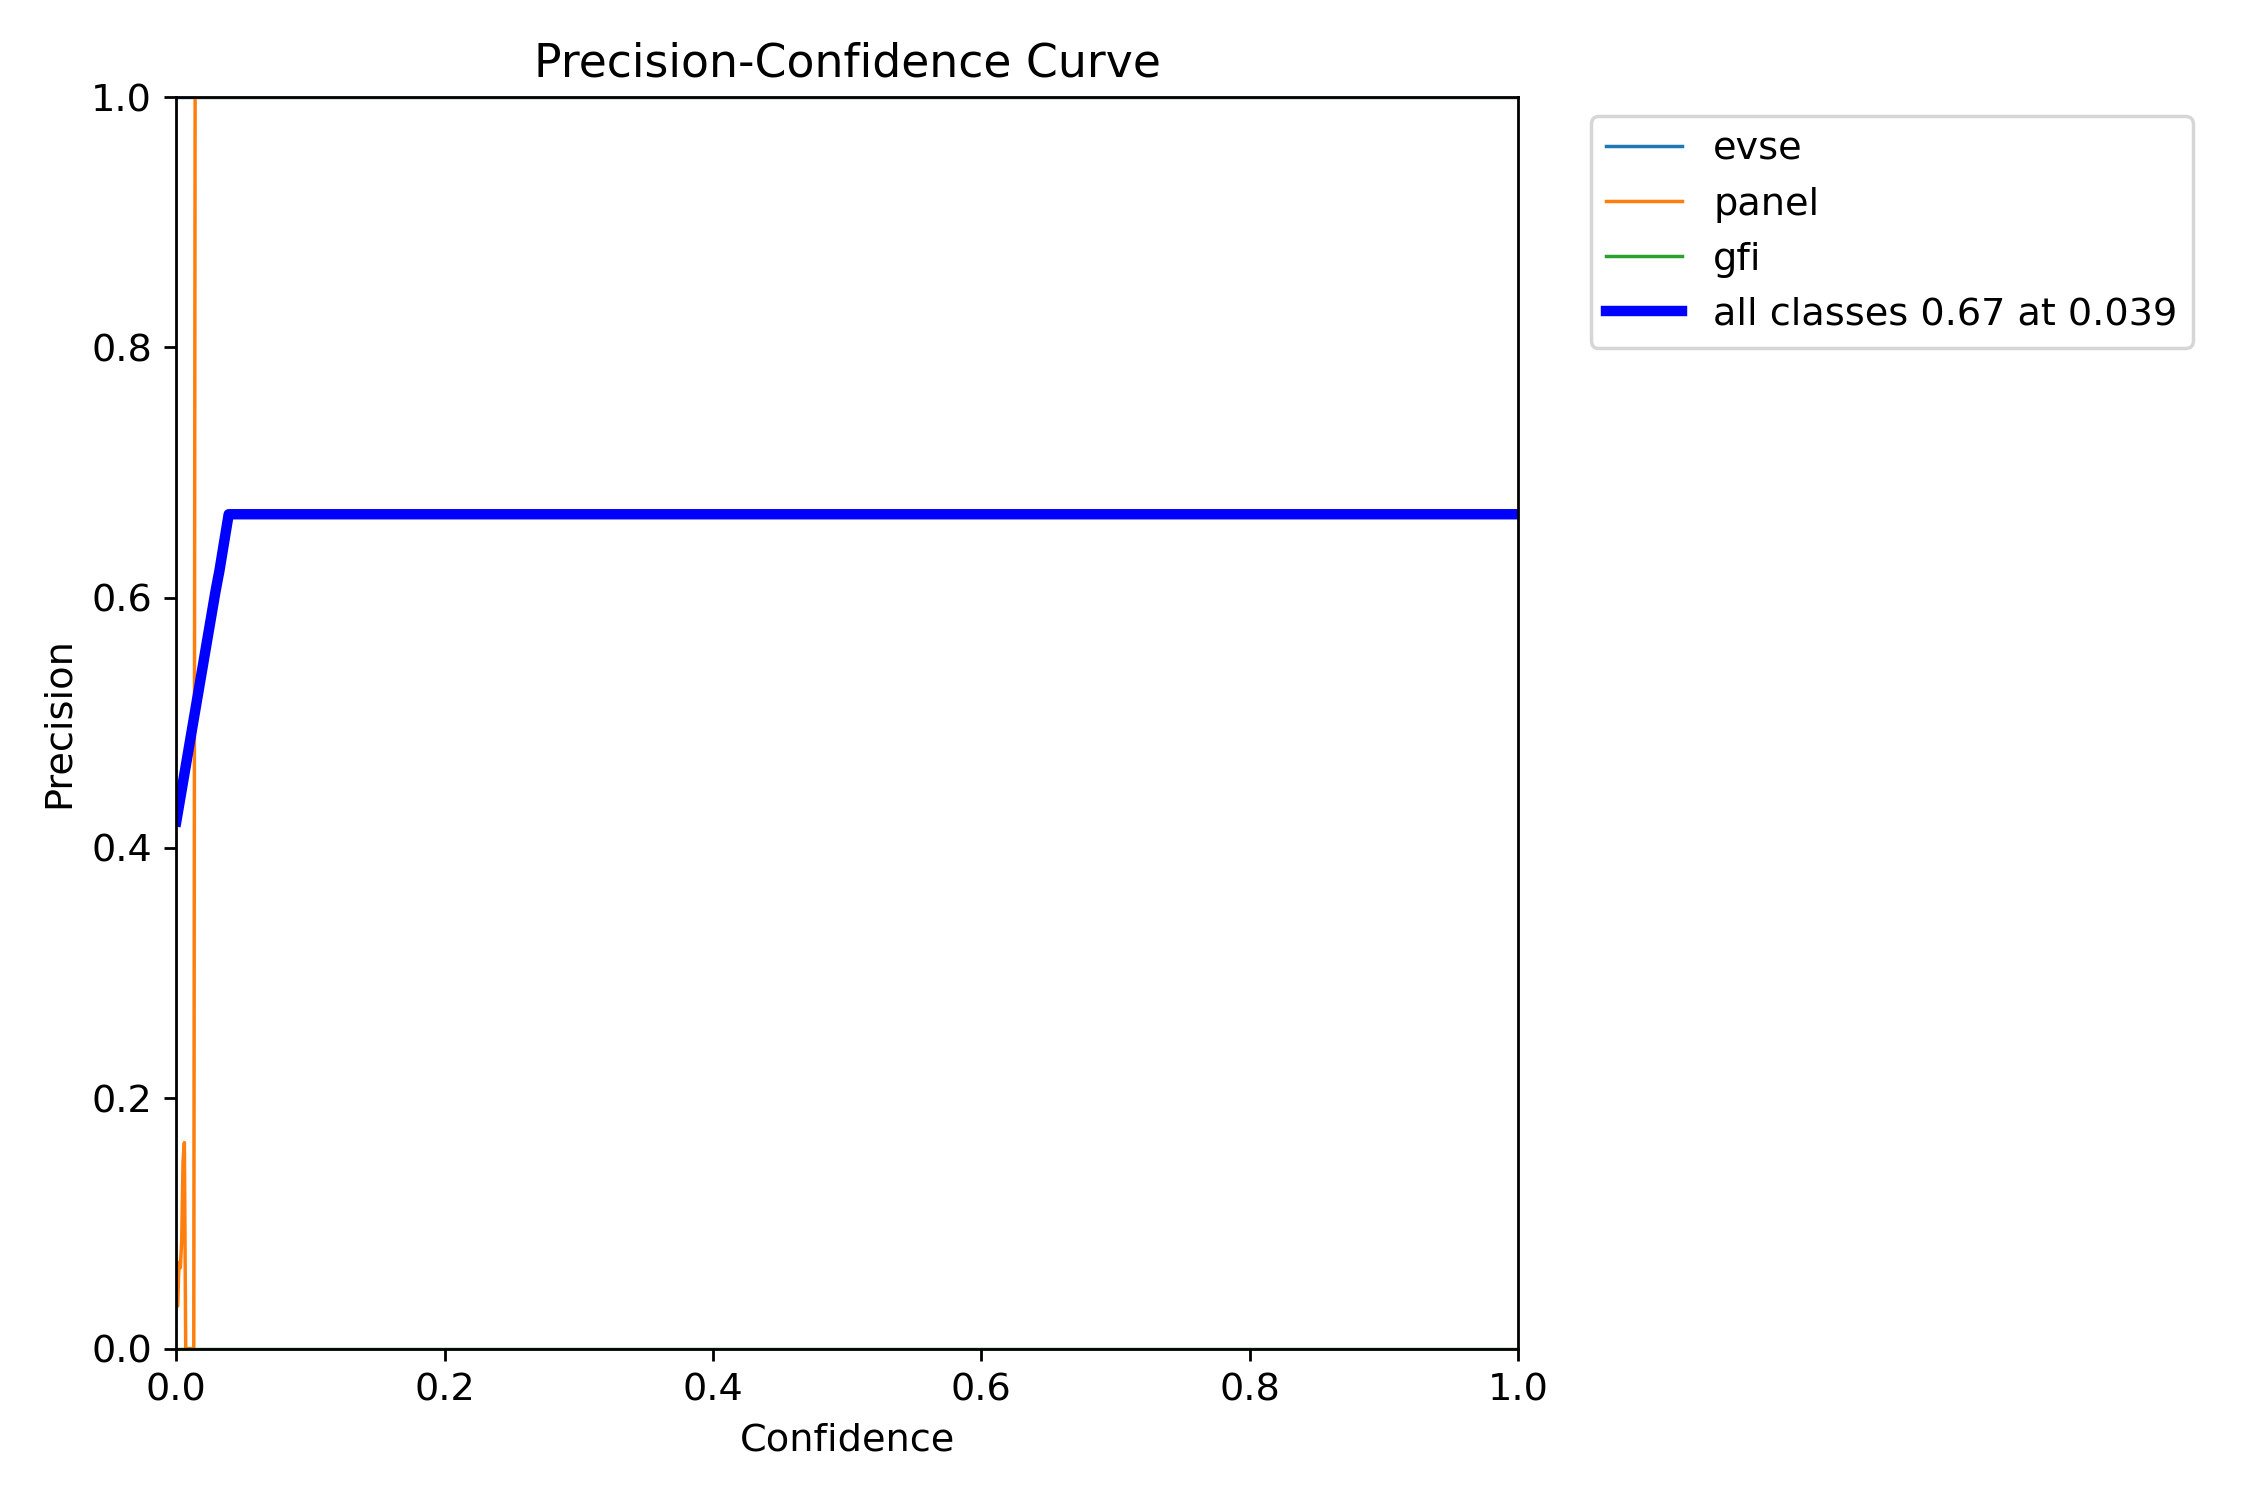 Precision-Confidence Curve
1.0
0.8
0.6
0.4
0.2
0.0
Precision
0.0 0.2 0.4 0.6 0.8 1.0
Confidence
evse
panel
gfi
all classes 0.67 at 0.039